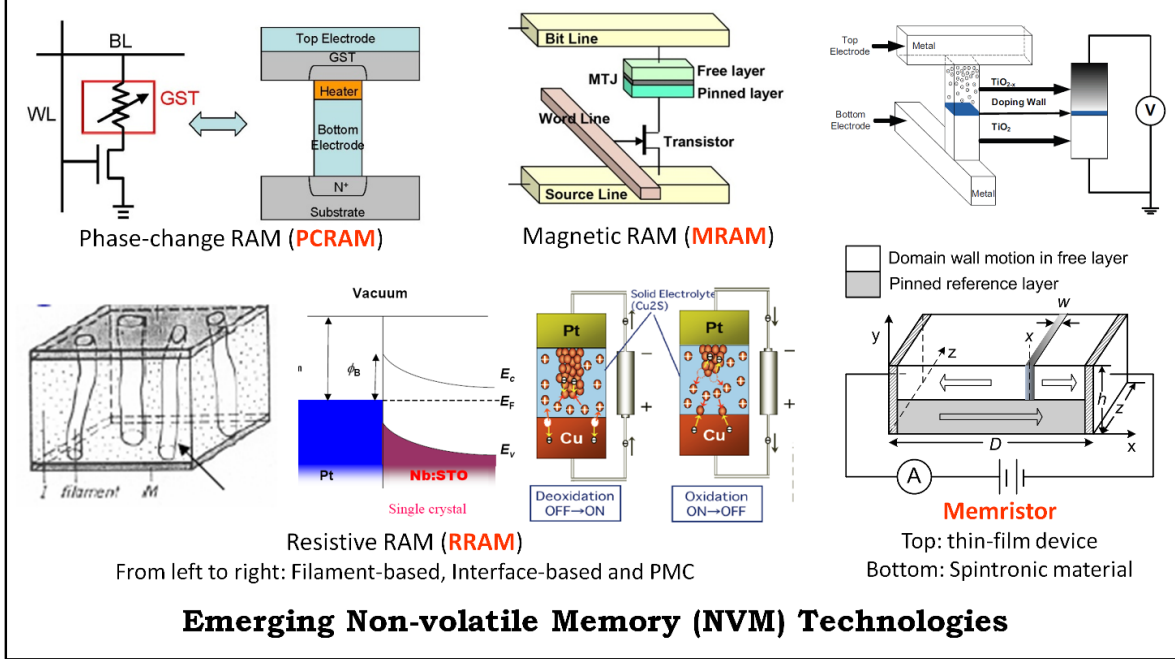 BL
WL
GST
Top Electrode
GST
Heater
Bottom
Electrode
N+
Substrate
Phase-change RAM (PCRAM)
Bit Line
MTJ
Free layer
Pinned layer
Word Line
Transistor
Source Line
Magnetic RAM (MRAM)
Top
Electrode
Metal
TiO2-x
Doping Wall
TiO2
Bottom
Electrode
Metal
V
Domain wall motion in free layer
Pinned reference layer
w
y
z
x
h
z
D
x
A
Memristor
Top: thin-film device
Bottom: Spintronic material
I filament M
Vacuum
ϕB
Ec
EF
Ev
Pt
Nb:STO
Single crystal
Solid Electrolyte
(Cu2S)
Pt
Cu
−
+
Deoxidation
OFF→ON
Pt
Cu
−
+
Oxidation
ON→OFF
Resistive RAM (RRAM)
From left to right: Filament-based, Interface-based and PMC
Emerging Non-volatile Memory (NVM) Technologies